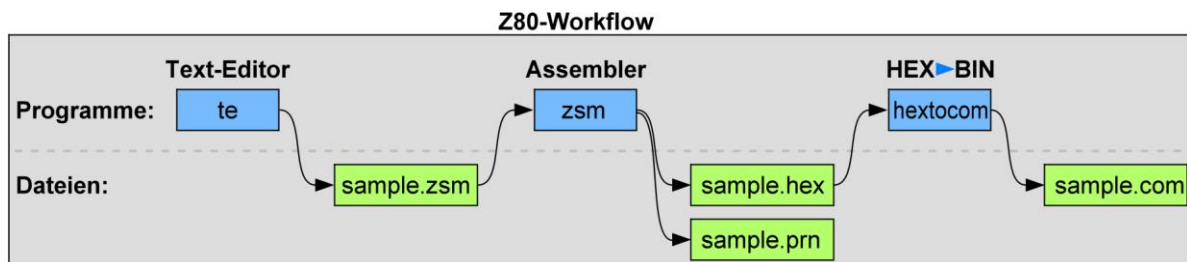 Z80-Workflow
Text-Editor Assembler HEX►BIN
Programme: te zsm hextocom
Dateien: sample.zsm sample.hex sample.com
sample.prn